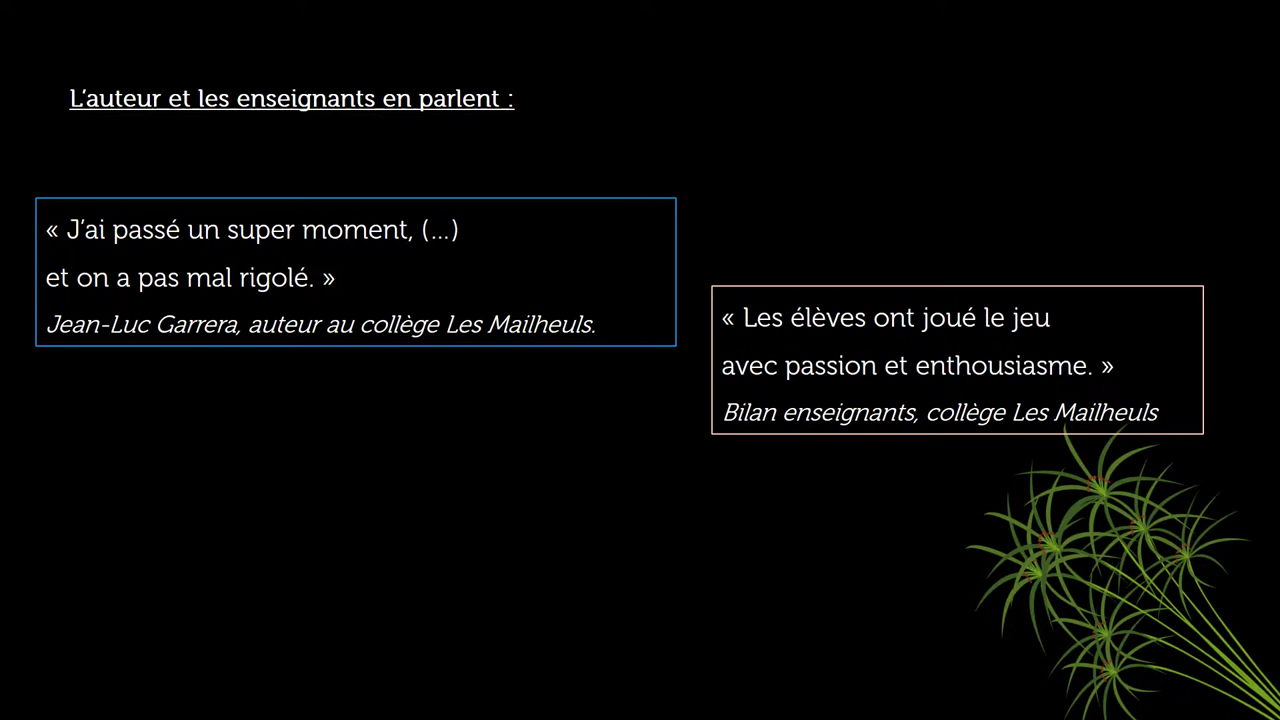 L'auteur et les enseignants en parlent :
« J'ai passé un super moment, (...)
et on a pas mal rigolé. »
Jean-Luc Garrera, auteur au collège Les Mailheuls.
« Les élèves ont joué le jeu
avec passion et enthousiasme. »
Bilan enseignants, collège Les Mailheuls